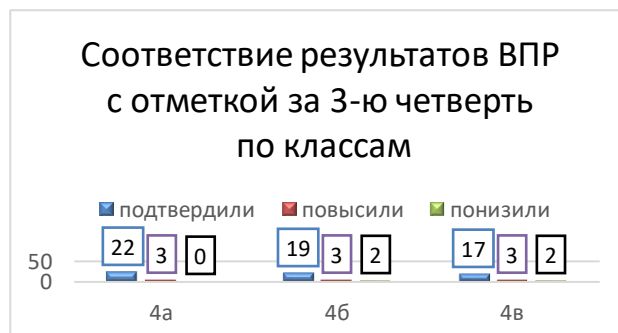 Соответствие результатов ВПР
с отметкой за 3-ю четверть
по классам
подтвердили повысили понизили
22 3 0 19 3 2 17 3 2
50
0
4а 4б 4в